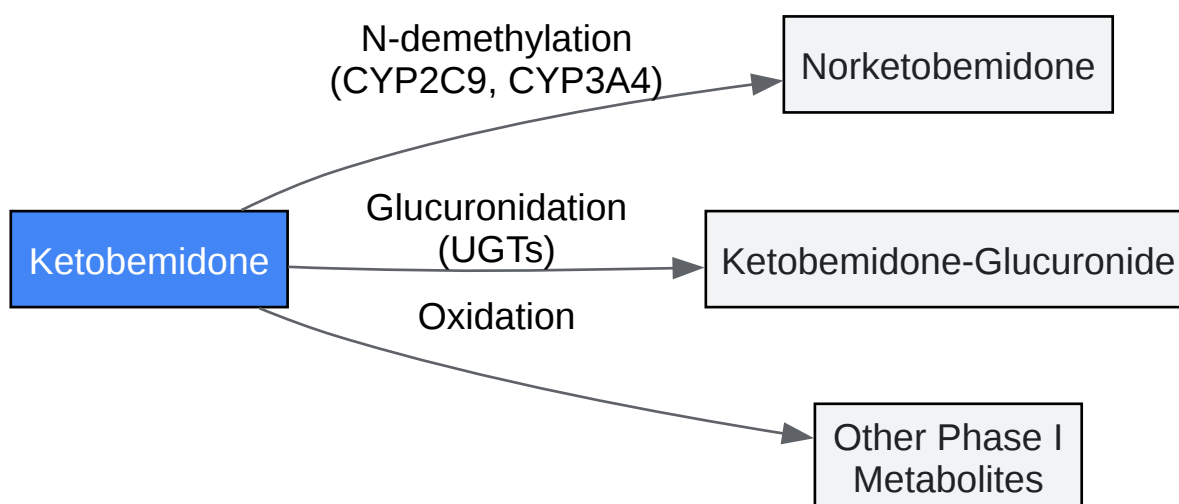 N-demethylation
(CYP2C9, CYP3A4)
Norketobemidone
Ketobemidone
Glucuronidation
(UGTs)
Ketobemidone-Glucuronide
Oxidation
Other Phase I
Metabolites